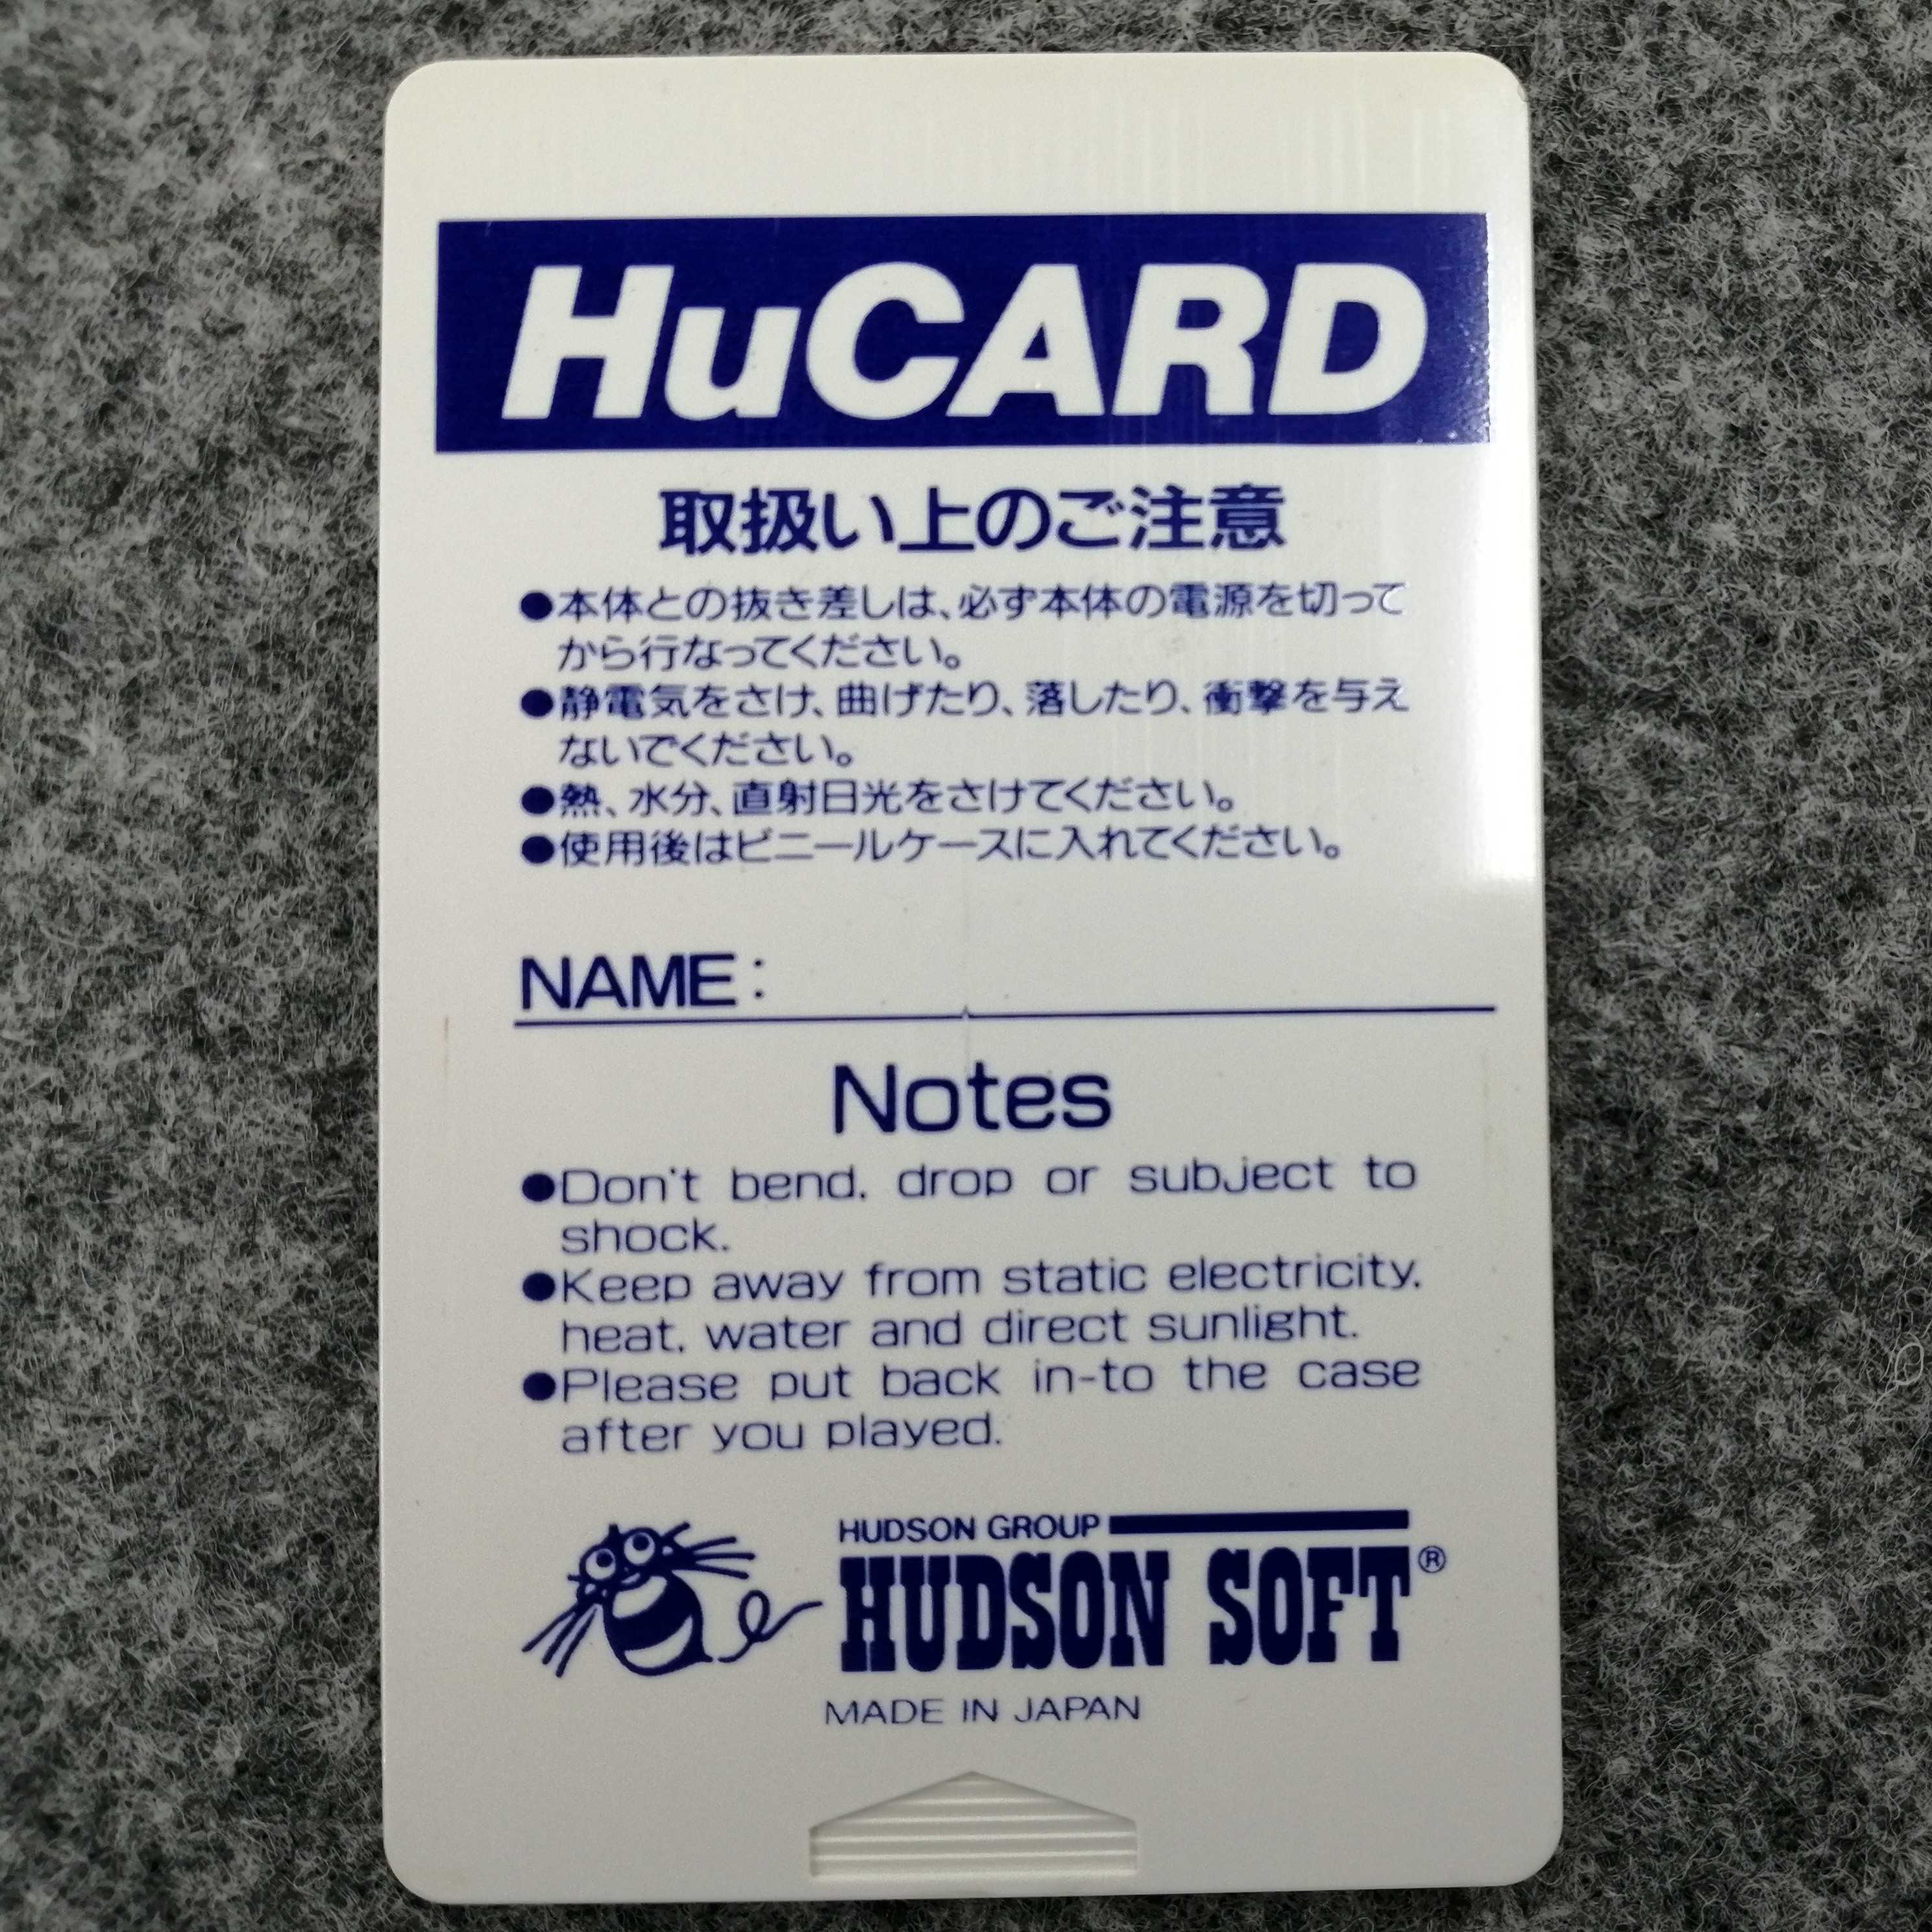 HuCARD
取扱い上のご注意
●本体との抜き差しは、必ず本体の電源を切って
から行なってください。
●静電気をさけ、曲げたり、落したり、衝撃を与え
ないでください。
●熱、水分、直射日光をさけてください。
●使用後はビニールケースに入れてください。
NAME:
Notes
●Don't bend, drop or subject to
shock.
●Keep away from static electricity,
heat, water and direct sunlight.
●Please put back in-to the case
after you played.
HUDSON GROUP
HUDSON SOFT®
MADE IN JAPAN